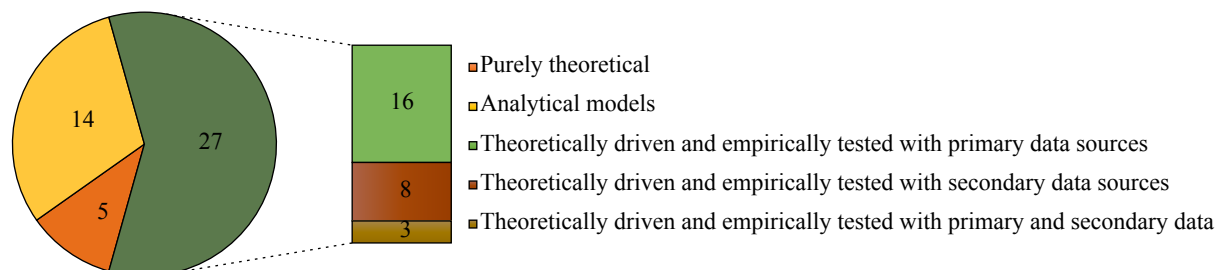 14
27
5
16
8
3
Purely theoretical
Analytical models
Theoretically driven and empirically tested with primary data sources
Theoretically driven and empirically tested with secondary data sources
Theoretically driven and empirically tested with primary and secondary data